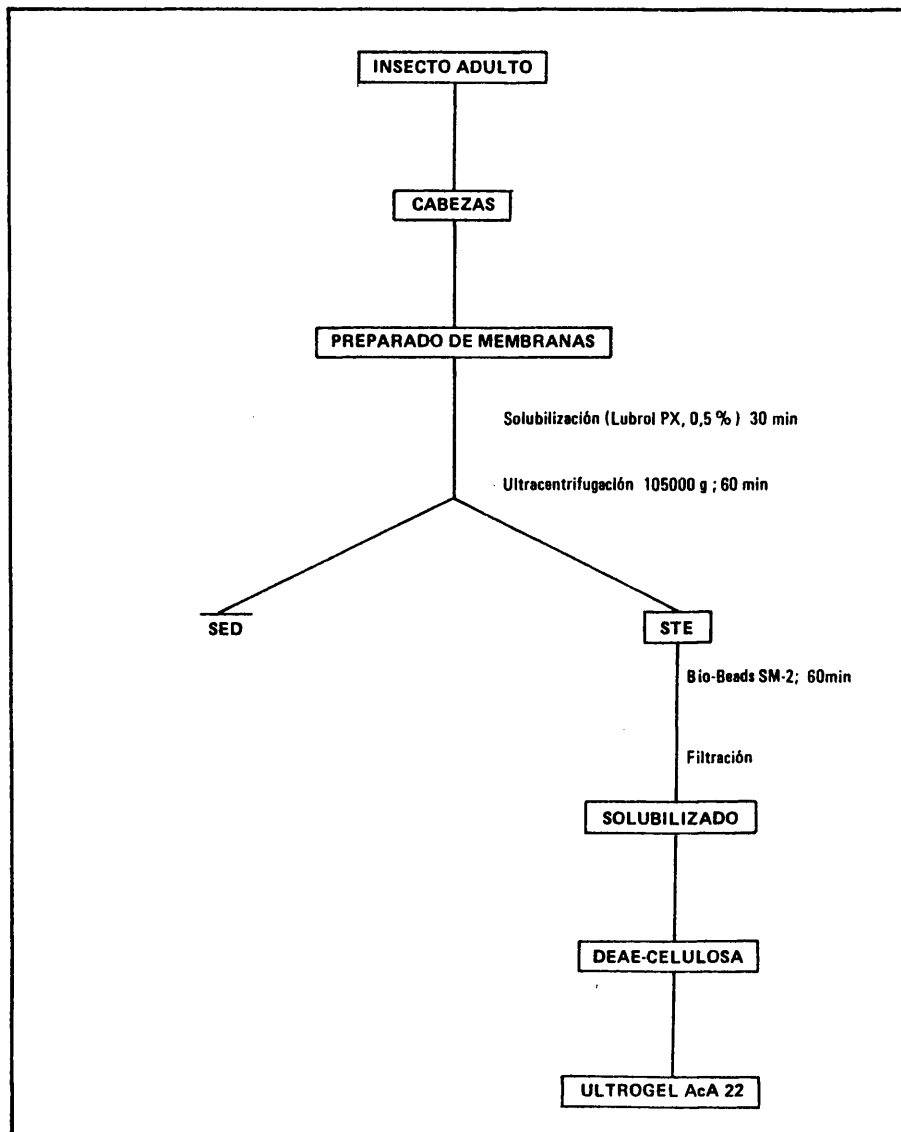 INSECTO ADULTO
CABEZAS
PREPARADO DE MEMBRANAS
Solubilización (Lubrol PX, 0,5 % ) 30 min
Ultracentrifugación 105000 g ; 60 min
SED
STE
Bio-Beads SM-2; 60min
Filtración
SOLUBILIZADO
DEAE-CELULOSA
ULTROGEL AcA 22